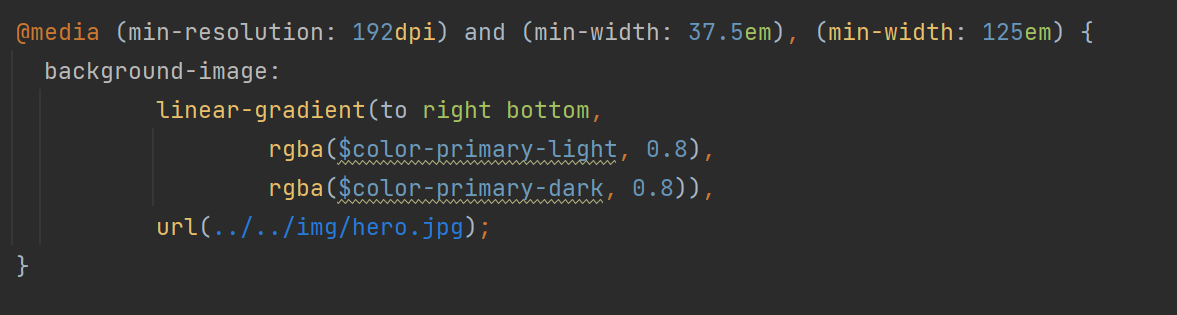 @media (min-resolution: 192dpi) and (min-width: 37.5em), (min-width: 125em) {
background-image:
linear-gradient(to right bottom,
rgba($color-primary-light, 0.8),
rgba($color-primary-dark, 0.8)),
url(../../img/hero.jpg);
}